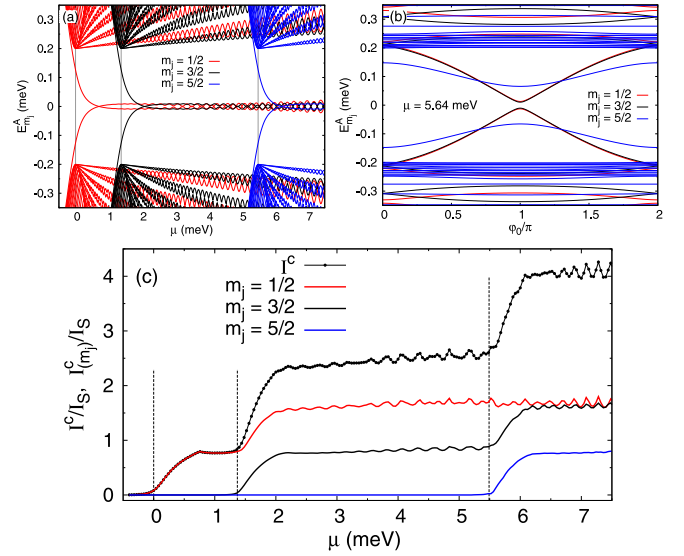 (a)
m_j = 1/2
m_j = 3/2
m_j = 5/2
E^A_{m_j} (meV)
0.3
0.2
0.1
0
-0.1
-0.2
-0.3
0 1 2 3 4 5 6 7
μ (meV)
(b)
μ = 5,64 meV
m_j = 1/2
m_j = 3/2
m_j = 5/2
E^A_{m_j} (meV)
0.3
0.2
0.1
0
-0.1
-0.2
-0.3
0 0.5 1 1.5 2
φ_0/π
(c)
I^c
m_j = 1/2
m_j = 3/2
m_j = 5/2
I^c/I_S, I^c_{(m_j)}/I_S
4
3
2
1
0
0 1 2 3 4 5 6 7
μ (meV)